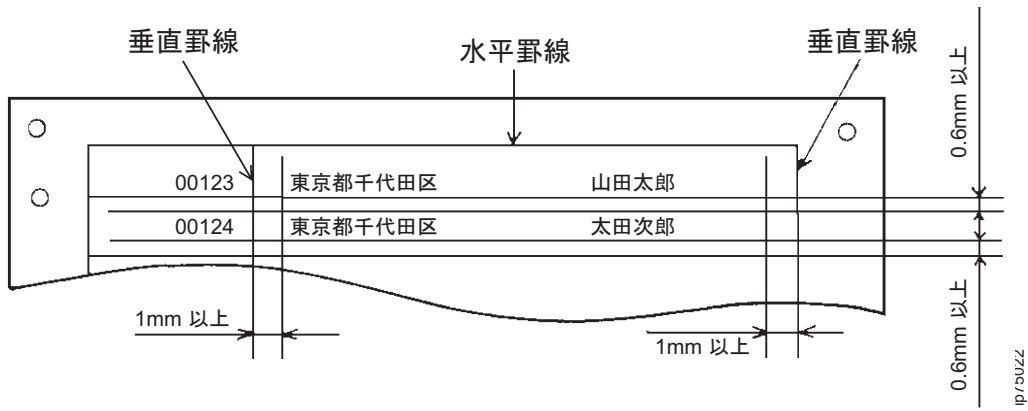 垂直罫線
水平罫線
垂直罫線
0.6mm 以上
00123 東京都千代田区 山田太郎
00124 東京都千代田区 太田次郎
1mm 以上
1mm 以上
0.6mm 以上